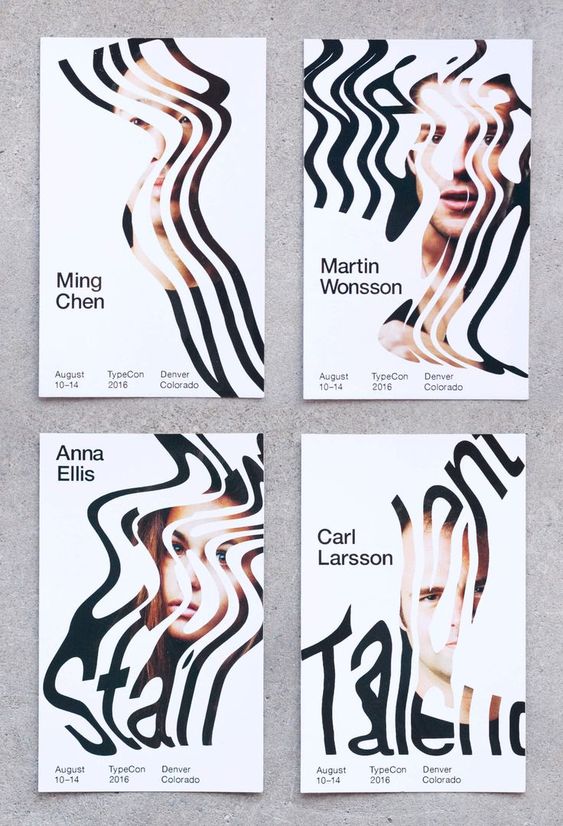 Ming
Chen
August TypeCon Denver
10–14 2016 Colorado
Martin
Wonsson
August TypeCon Denver
10–14 2016 Colorado
Anna
Ellis
Stair
August TypeCon Denver
10–14 2016 Colorado
Carl
Larsson
August TypeCon Denver
10–14 2016 Colorado